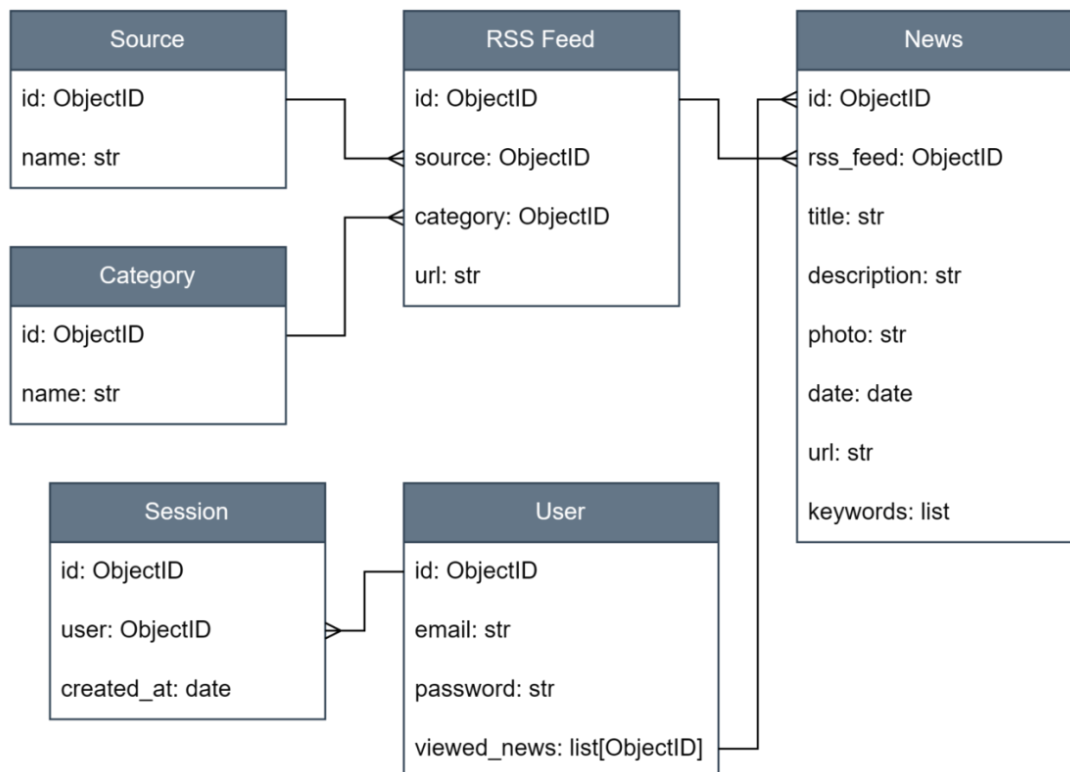 Source
id: ObjectID
name: str
RSS Feed
id: ObjectID
source: ObjectID
category: ObjectID
url: str
News
id: ObjectID
rss_feed: ObjectID
title: str
description: str
photo: str
date: date
url: str
keywords: list
Category
id: ObjectID
name: str
Session
id: ObjectID
user: ObjectID
created_at: date
User
id: ObjectID
email: str
password: str
viewed_news: list[ObjectID]